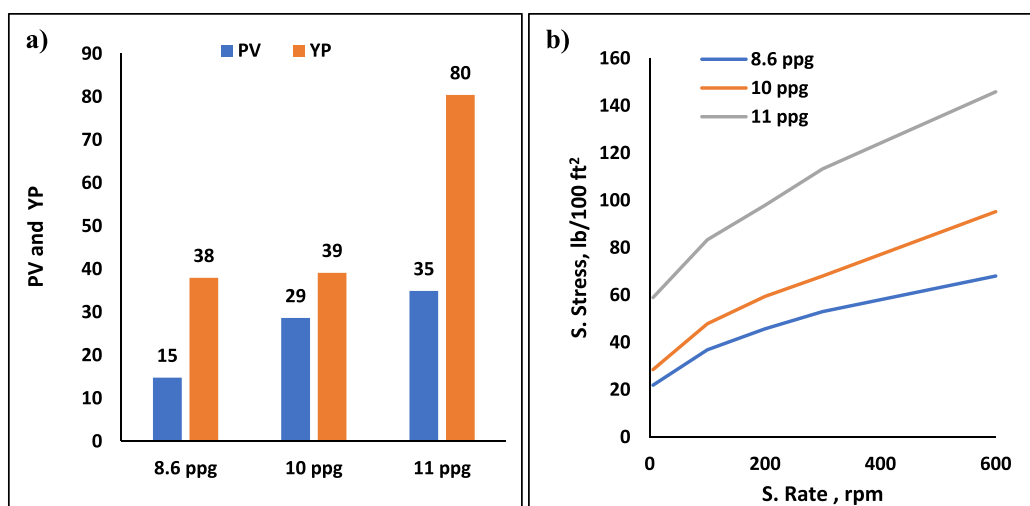 a)
PV YP
90
80
70
60
50
40
30
20
10
0
PV and YP
15
38
29
39
35
80
8.6 ppg 10 ppg 11 ppg
b)
8.6 ppg
10 ppg
11 ppg
160
140
120
100
80
60
40
20
0
S. Stress, lb/100 ft²
0 200 400 600
S. Rate , rpm